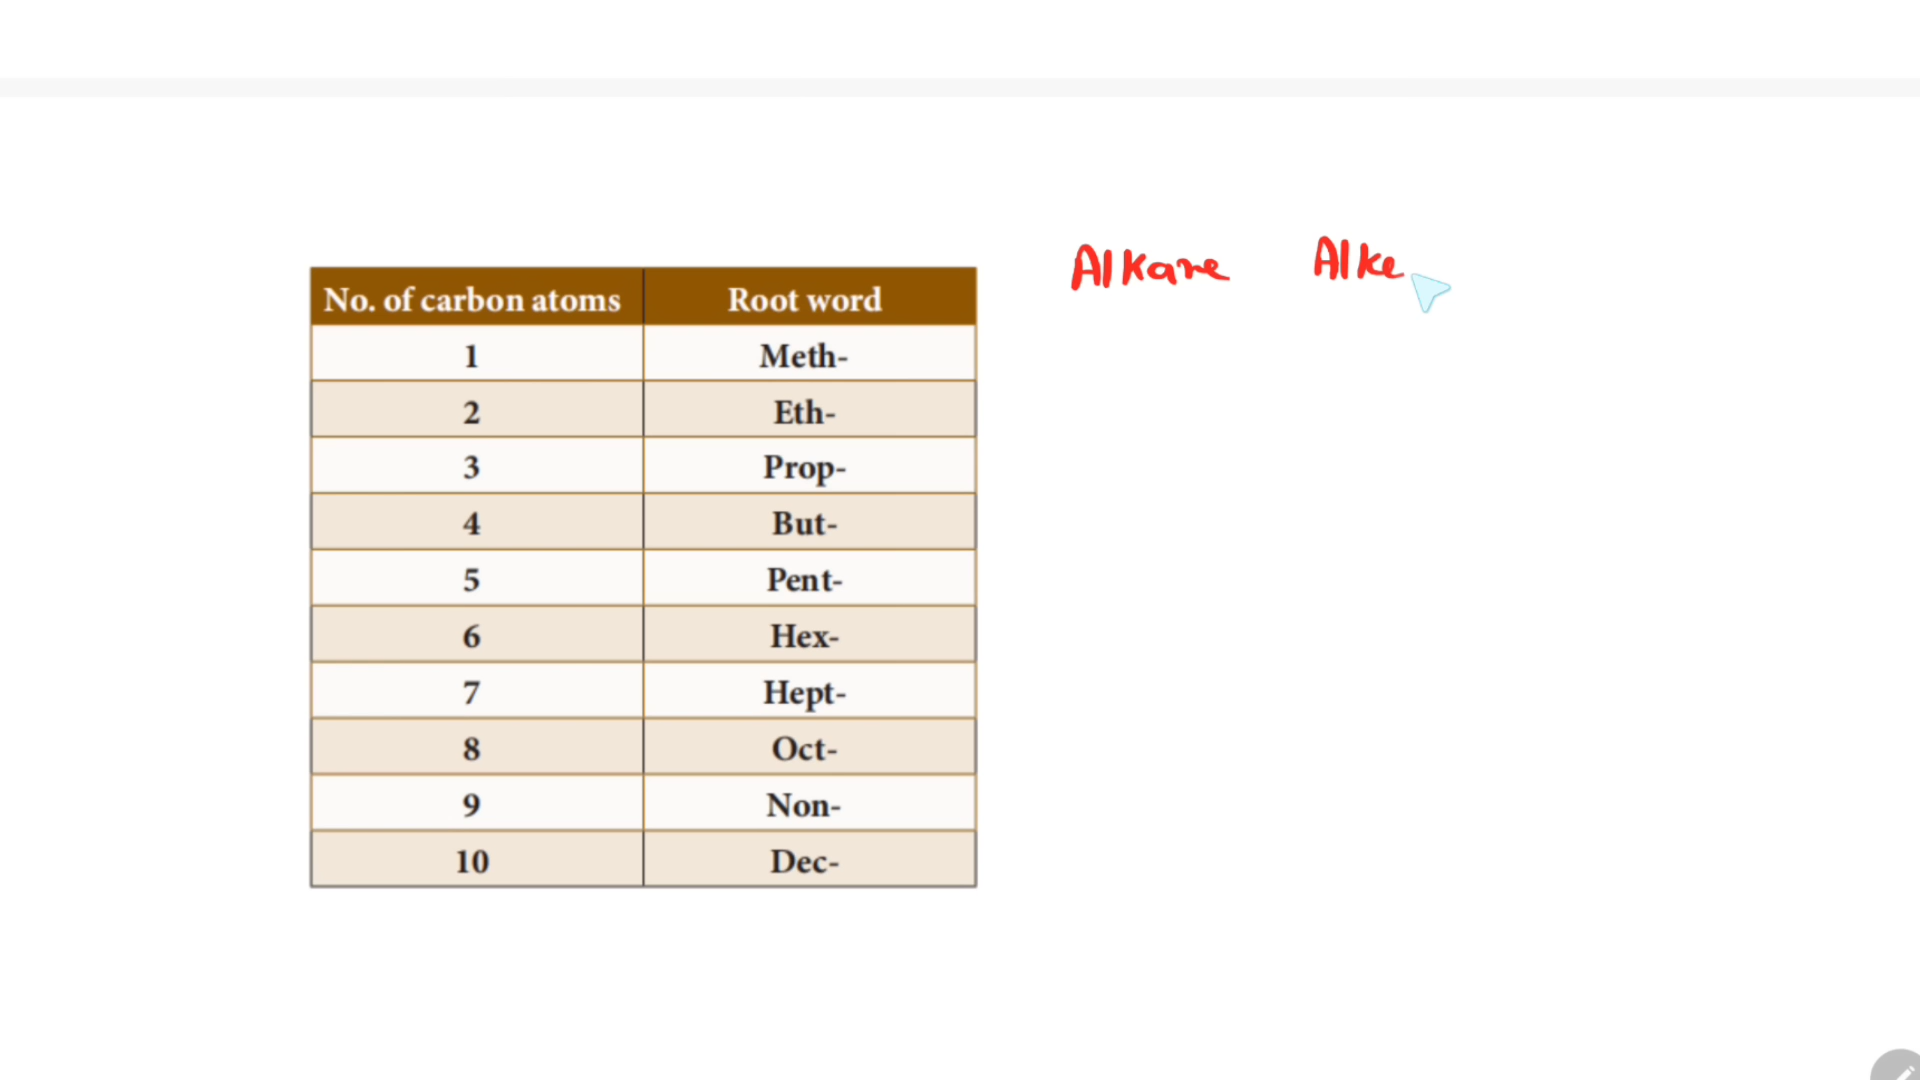 Alkane Alke
No. of carbon atoms Root word
1 Meth-
2 Eth-
3 Prop-
4 But-
5 Pent-
6 Hex-
7 Hept-
8 Oct-
9 Non-
10 Dec-